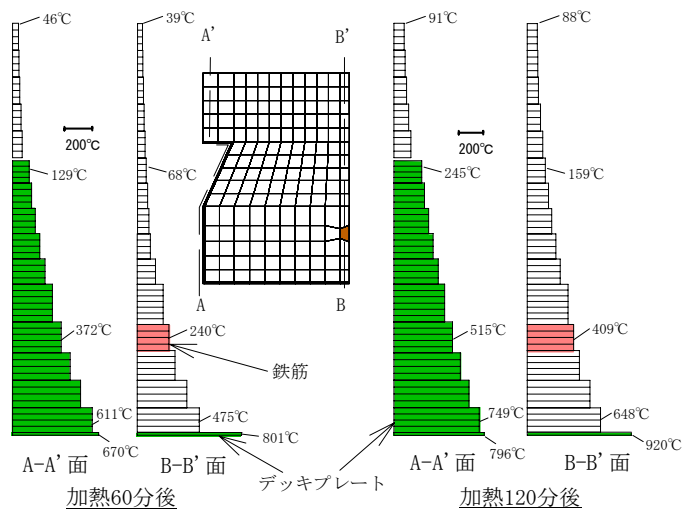 46℃
39℃
A'
B'
91℃
88℃
200℃
200℃
129℃
68℃
245℃
159℃
A
B
372℃
240℃
515℃
409℃
鉄筋
611℃
475℃
749℃
648℃
670℃
801℃
796℃
920℃
A-A' 面
B-B' 面
デッキプレート
A-A' 面
B-B' 面
加熱60分後
加熱120分後